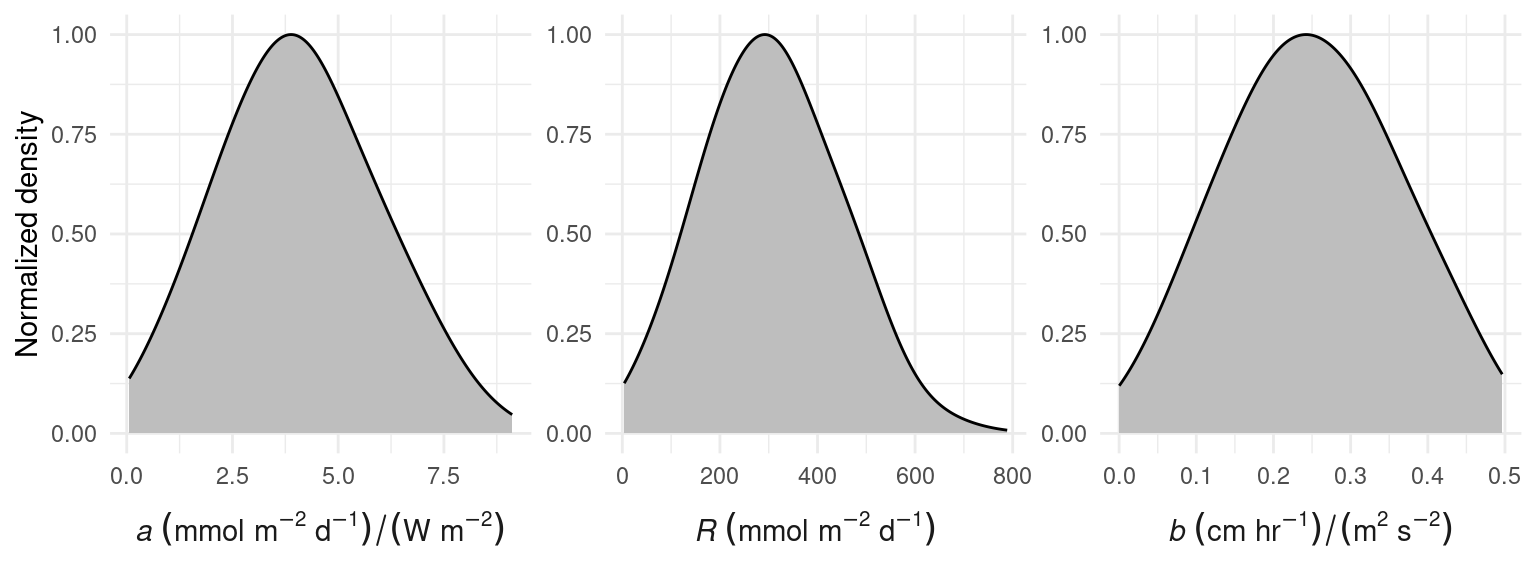 Normalized density
1.00
0.75
0.50
0.25
0.00
0.0 2.5 5.0 7.5
a (mmol m⁻² d⁻¹)/(W m⁻²)
1.00
0.75
0.50
0.25
0.00
0 200 400 600 800
R (mmol m⁻² d⁻¹)
1.00
0.75
0.50
0.25
0.00
0.0 0.1 0.2 0.3 0.4 0.5
b (cm hr⁻¹)/(m² s⁻²)